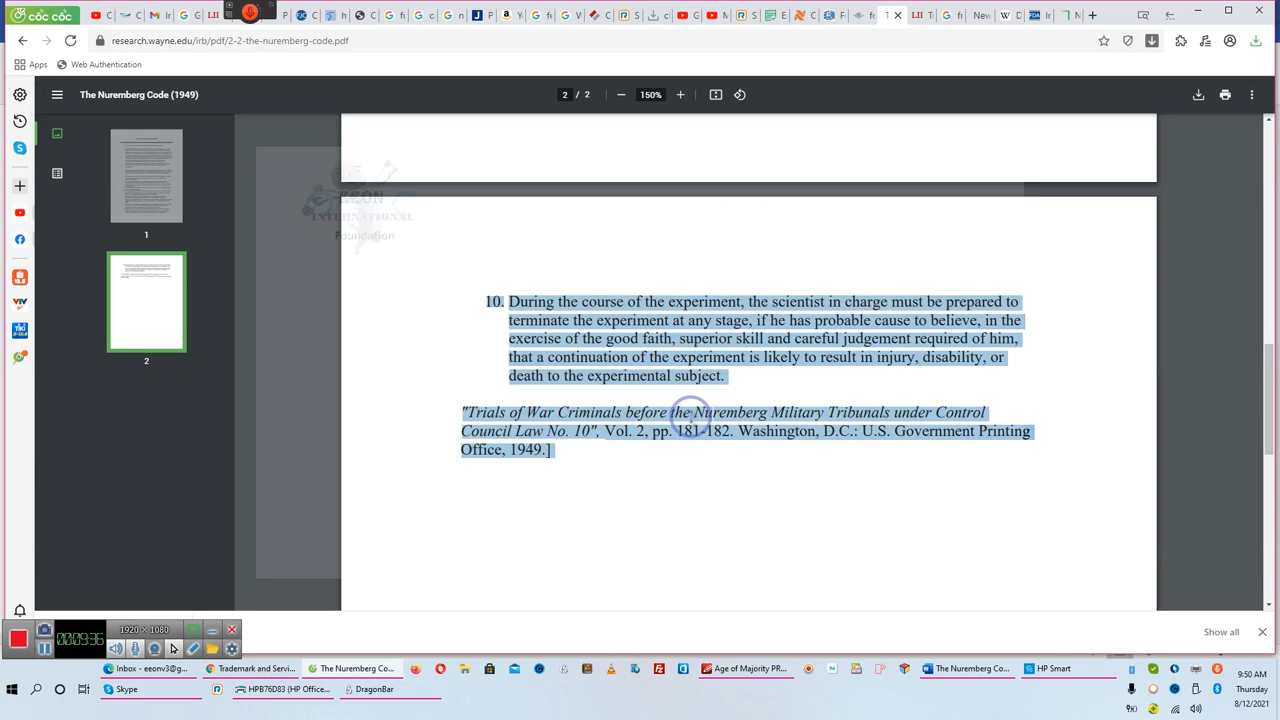 cốc cốc
research.wayne.edu/irb/pdf/2-2-the-nuremberg-code.pdf
Apps
Web Authentication
The Nuremberg Code (1949)
2 / 2
150%
1
2
EEON
INTERNATIONAL
Foundation
10. During the course of the experiment, the scientist in charge must be prepared to
terminate the experiment at any stage, if he has probable cause to believe, in the
exercise of the good faith, superior skill and careful judgement required of him,
that a continuation of the experiment is likely to result in injury, disability, or
death to the experimental subject.
"Trials of War Criminals before the Nuremberg Military Tribunals under Control
Council Law No. 10", Vol. 2, pp. 181-182. Washington, D.C.: U.S. Government Printing
Office, 1949.]
00:09:36
1920 × 1080
Show all
Inbox - eeonv3@g...
Trademark and Servi...
The Nuremberg Co...
Age of Majority PR...
The Nuremberg Co...
HP Smart
Skype
HPB76D83 (HP Office...
DragonBar
9:50 AM
Thursday
8/12/2021